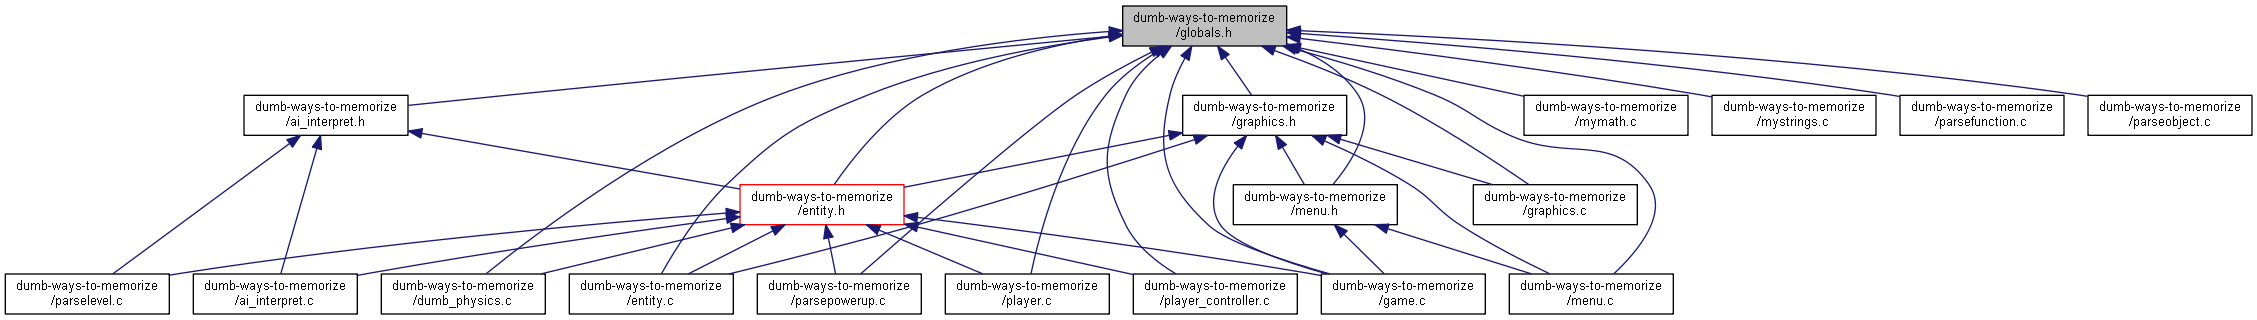 dumb-ways-to-memorize
/globals.h
dumb-ways-to-memorize
/ai_interpret.h
dumb-ways-to-memorize
/graphics.h
dumb-ways-to-memorize
/mymath.c
dumb-ways-to-memorize
/mystrings.c
dumb-ways-to-memorize
/parsefunction.c
dumb-ways-to-memorize
/parseobject.c
dumb-ways-to-memorize
/entity.h
dumb-ways-to-memorize
/menu.h
dumb-ways-to-memorize
/graphics.c
dumb-ways-to-memorize
/parselevel.c
dumb-ways-to-memorize
/ai_interpret.c
dumb-ways-to-memorize
/dumb_physics.c
dumb-ways-to-memorize
/entity.c
dumb-ways-to-memorize
/parsepowerup.c
dumb-ways-to-memorize
/player.c
dumb-ways-to-memorize
/player_controller.c
dumb-ways-to-memorize
/game.c
dumb-ways-to-memorize
/menu.c